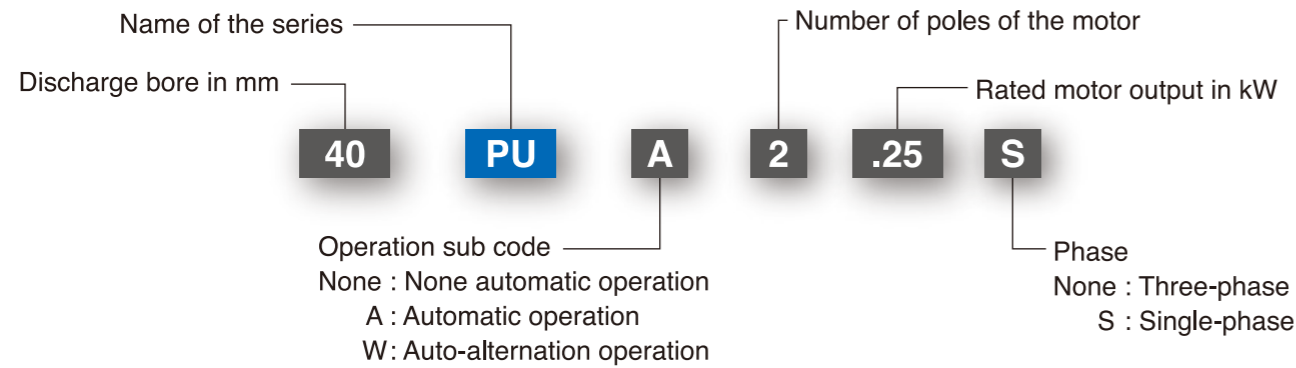 Name of the series
Number of poles of the motor
Discharge bore in mm
Rated motor output in kW
40 PU A 2 .25 S
Operation sub code
None : None automatic operation
A : Automatic operation
W : Auto-alternation operation
Phase
None : Three-phase
S : Single-phase